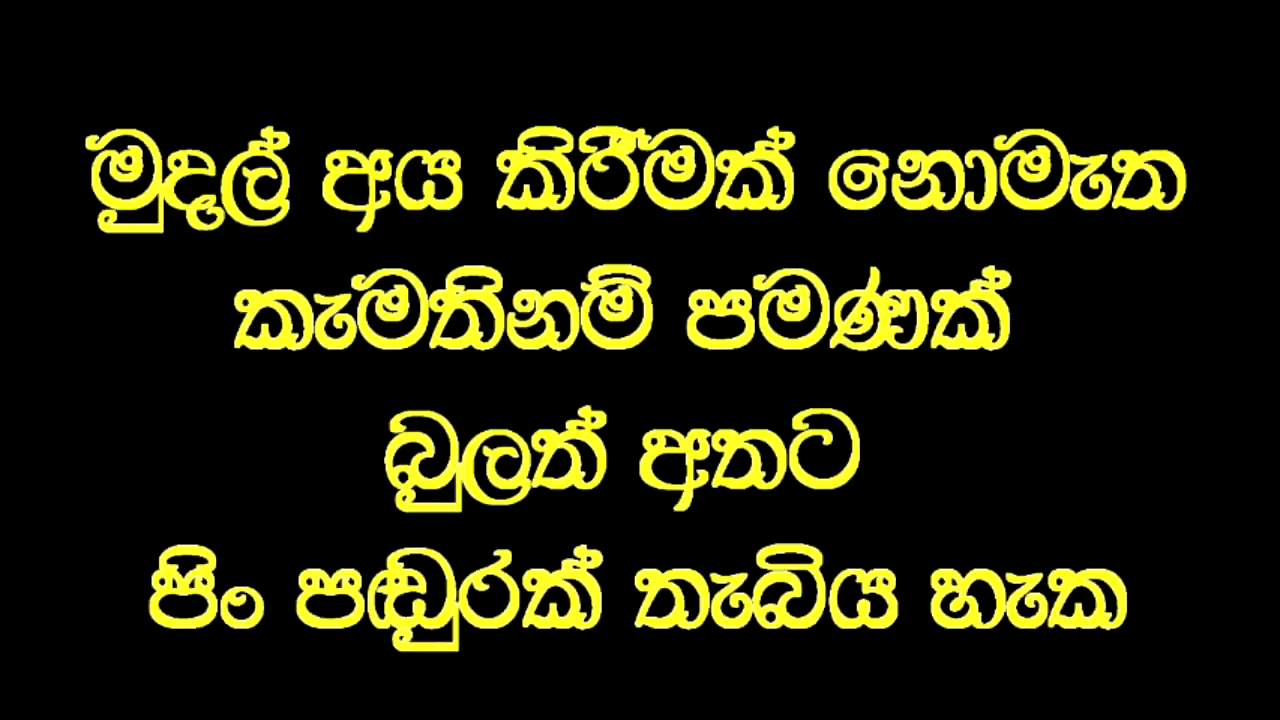 මුදල් අය කිරීමක් නොමැත
කැමතිනම් පමණක්
බුලත් අතට
පිං පඬුරක් තැබිය හැක